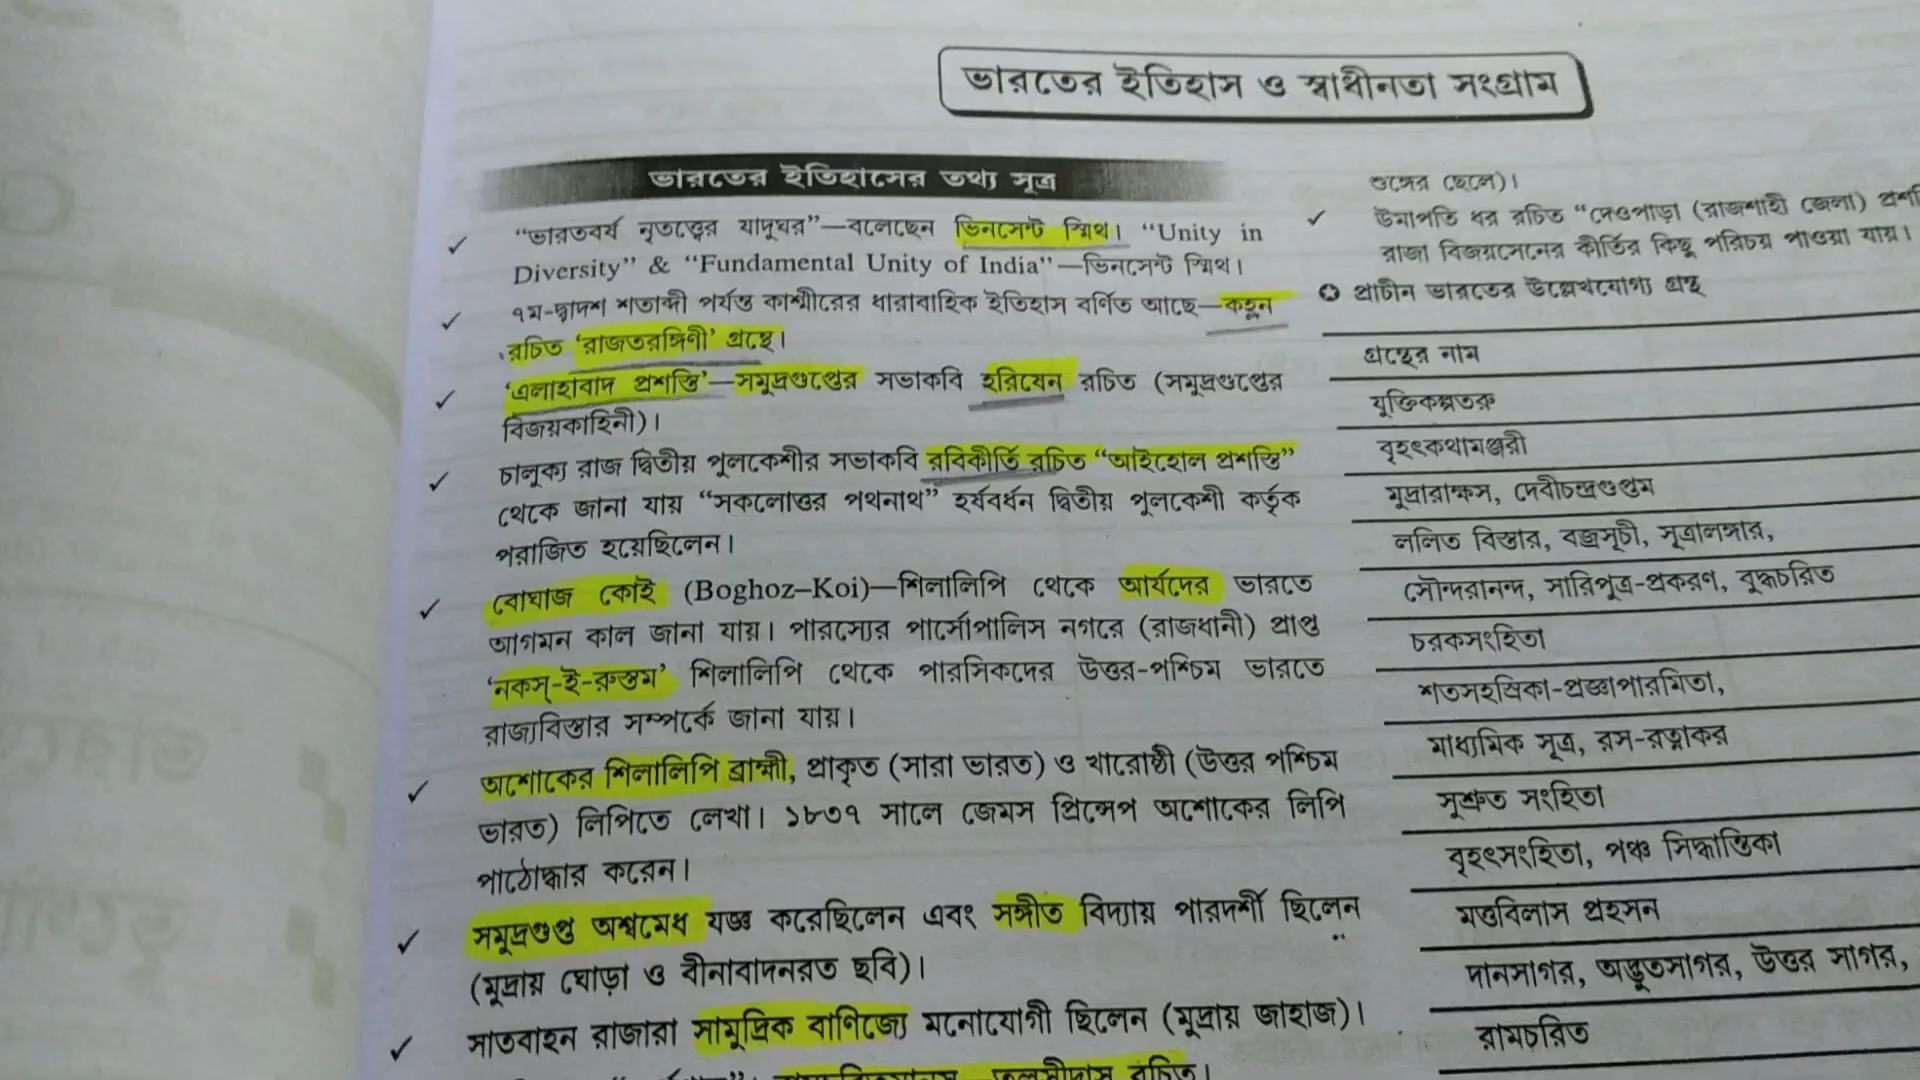 ভারতের ইতিহাস ও স্বাধীনতা সংগ্রাম
ভারতের ইতিহাসের তথ্য সূত্র
“ভারতবর্ষ নৃতত্ত্বের যাদুঘর”—বলেছেন ভিনসেন্ট স্মিথ। “Unity in
Diversity” & “Fundamental Unity of India”—ভিনসেন্ট স্মিথ।
৭ম-দ্বাদশ শতাব্দী পর্যন্ত কাশ্মীরের ধারাবাহিক ইতিহাস বর্ণিত আছে—কহ্লন
রচিত ‘রাজতরঙ্গিণী’ গ্রন্থে।
‘এলাহাবাদ প্রশস্তি’—সমুদ্রগুপ্তের সভাকবি হরিষেন রচিত (সমুদ্রগুপ্তের
বিজয়কাহিনী)।
চালুক্য রাজ দ্বিতীয় পুলকেশীর সভাকবি রবিকীর্তি রচিত “আইহোল প্রশস্তি”
থেকে জানা যায় “সকলোত্তর পথনাথ” হর্ষবর্ধন দ্বিতীয় পুলকেশী কর্তৃক
পরাজিত হয়েছিলেন।
বোঘাজ কোই (Boghoz–Koi)—শিলালিপি থেকে আর্যদের ভারতে
আগমন কাল জানা যায়। পারস্যের পার্সোপালিস নগরে (রাজধানী) প্রাপ্ত
‘নকস্-ই-রুস্তম’ শিলালিপি থেকে পারসিকদের উত্তর-পশ্চিম ভারতে
রাজ্যবিস্তার সম্পর্কে জানা যায়।
অশোকের শিলালিপি ব্রাহ্মী, প্রাকৃত (সারা ভারত) ও খারোষ্ঠী (উত্তর পশ্চিম
ভারত) লিপিতে লেখা। ১৮৩৭ সালে জেমস প্রিন্সেপ অশোকের লিপি
পাঠোদ্ধার করেন।
সমুদ্রগুপ্ত অশ্বমেধ যজ্ঞ করেছিলেন এবং সঙ্গীত বিদ্যায় পারদর্শী ছিলেন
(মুদ্রায় ঘোড়া ও বীনাবাদনরত ছবি)।
সাতবাহন রাজারা সামুদ্রিক বাণিজ্যে মনোযোগী ছিলেন (মুদ্রায় জাহাজ)।
তুলসীদাস রচিত।
শুঙ্গের ছেলে)।
উমাপতি ধর রচিত “দেওপাড়া (রাজশাহী জেলা)
রাজা বিজয়সেনের কীর্তির কিছু পরিচয় পাওয়া যায়।
প্রাচীন ভারতের উল্লেখযোগ্য গ্রন্থ
গ্রন্থের নাম
যুক্তিকল্পতরু
বৃহৎকথামঞ্জরী
মুদ্রারাক্ষস, দেবীচন্দ্রগুপ্তম
ললিত বিস্তার, বজ্রসূচী, সূত্রালঙ্গার,
সৌন্দরানন্দ, সারিপুত্র-প্রকরণ, বুদ্ধচরিত
চরকসংহিতা
শতসহস্রিকা-প্রজ্ঞাপারমিতা,
মাধ্যমিক সূত্র, রস-রত্নাকর
সূশ্রুত সংহিতা
বৃহৎসংহিতা, পঞ্চ সিদ্ধান্তিকা
মত্তবিলাস প্রহসন
দানসাগর, অদ্ভুতসাগর, উত্তর সাগর,
রামচরিত